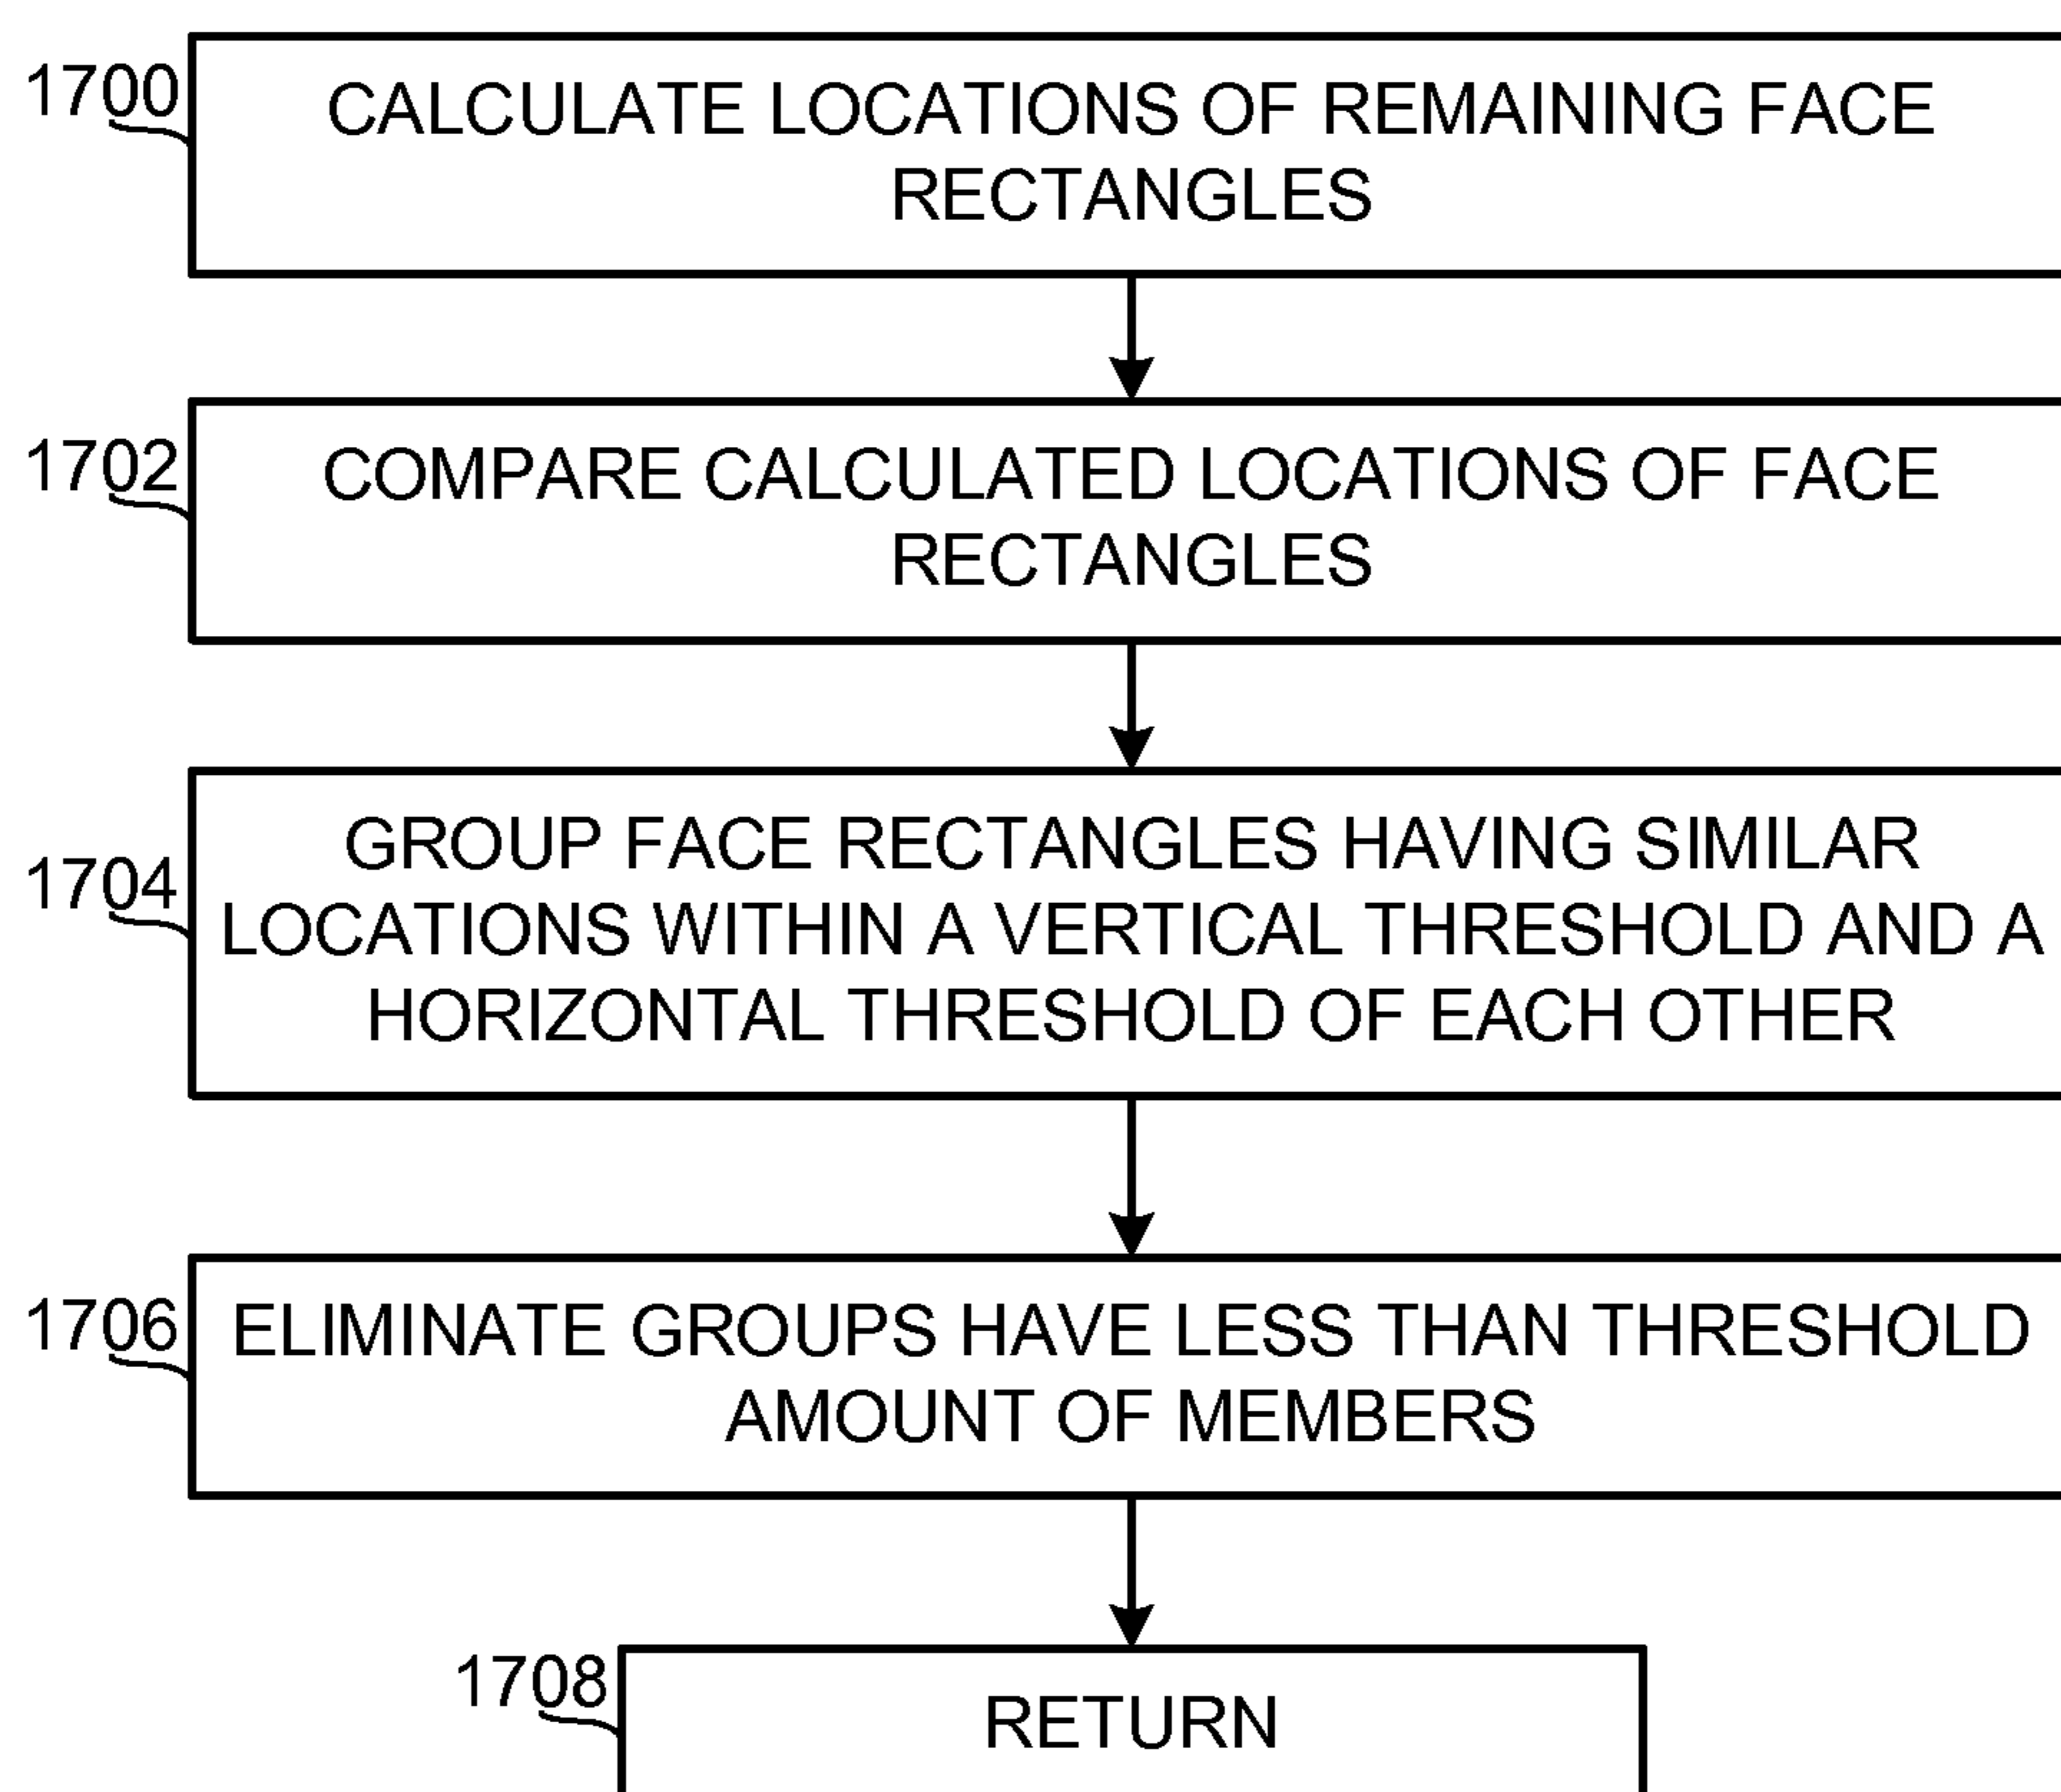 1700
CALCULATE LOCATIONS OF REMAINING FACE
RECTANGLES
1702
COMPARE CALCULATED LOCATIONS OF FACE
RECTANGLES
1704
GROUP FACE RECTANGLES HAVING SIMILAR
LOCATIONS WITHIN A VERTICAL THRESHOLD AND A
HORIZONTAL THRESHOLD OF EACH OTHER
1706
ELIMINATE GROUPS HAVE LESS THAN THRESHOLD
AMOUNT OF MEMBERS
1708
RETURN